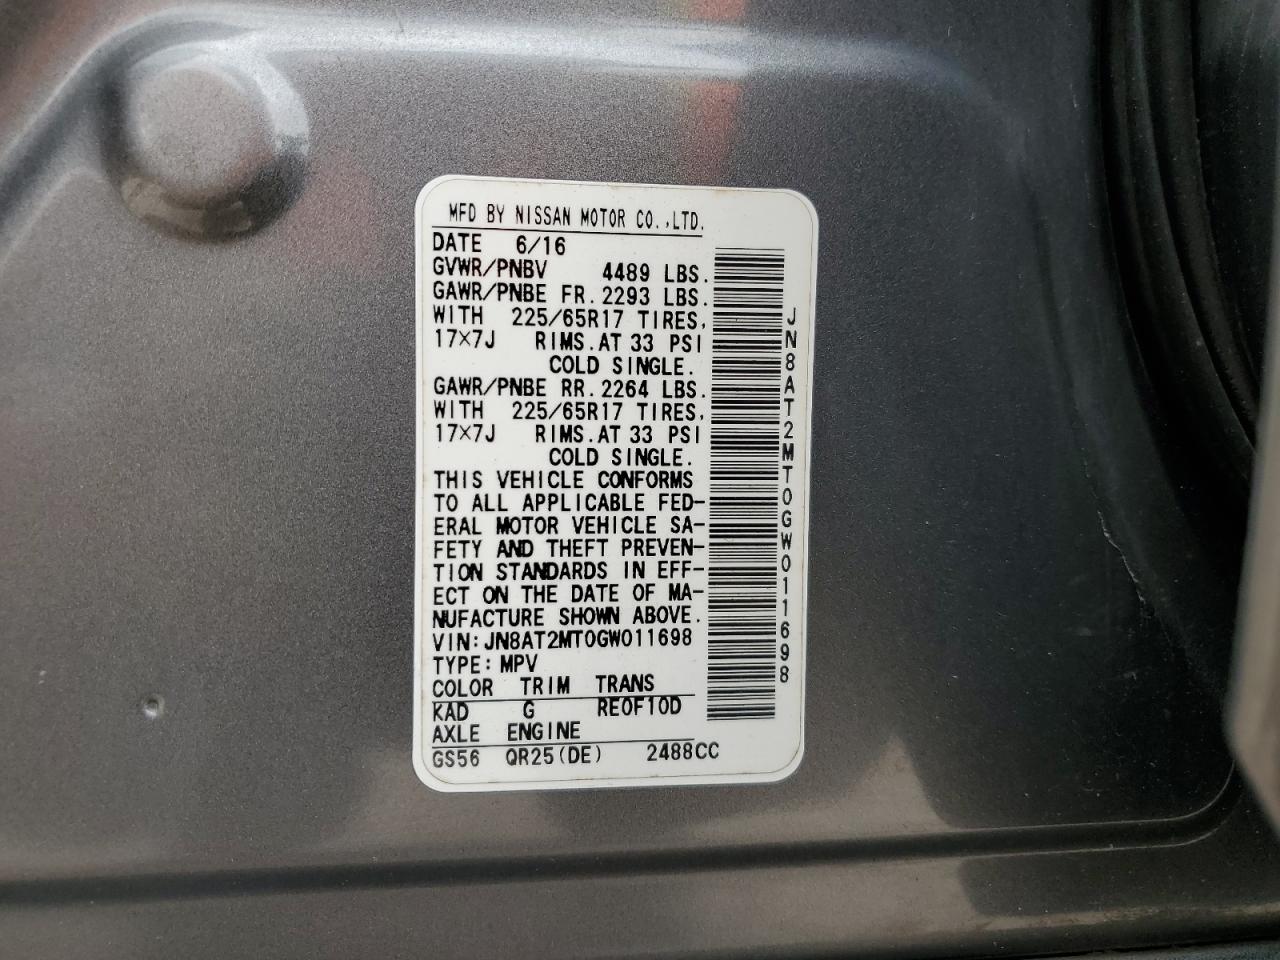 MFD BY NISSAN MOTOR CO.,LTD.
DATE 6/16
GVWR/PNBV 4489 LBS.
GAWR/PNBE FR. 2293 LBS.
WITH 225/65R17 TIRES,
17×7J RIMS. AT 33 PSI
COLD SINGLE.
GAWR/PNBE RR. 2264 LBS.
WITH 225/65R17 TIRES,
17×7J RIMS. AT 33 PSI
COLD SINGLE.
THIS VEHICLE CONFORMS
TO ALL APPLICABLE FED-
ERAL MOTOR VEHICLE SA-
FETY AND THEFT PREVEN-
TION STANDARDS IN EFF-
ECT ON THE DATE OF MA-
NUFACTURE SHOWN ABOVE.
VIN: JN8AT2MT0GW011698
TYPE: MPV
COLOR TRIM TRANS
KAD G RE0F10D
AXLE ENGINE
GS56 QR25(DE) 2488CC
JN8AT2MT0GW011698